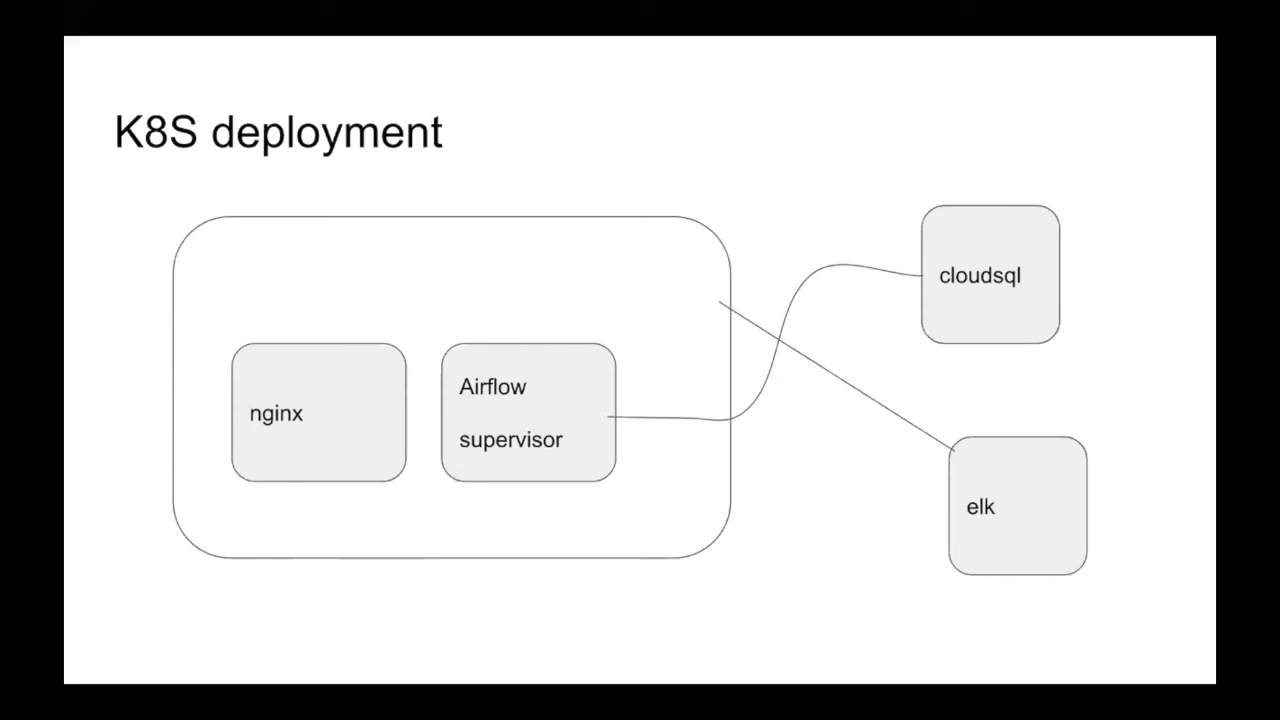 K8S deployment
cloudsql
nginx
Airflow
supervisor
elk